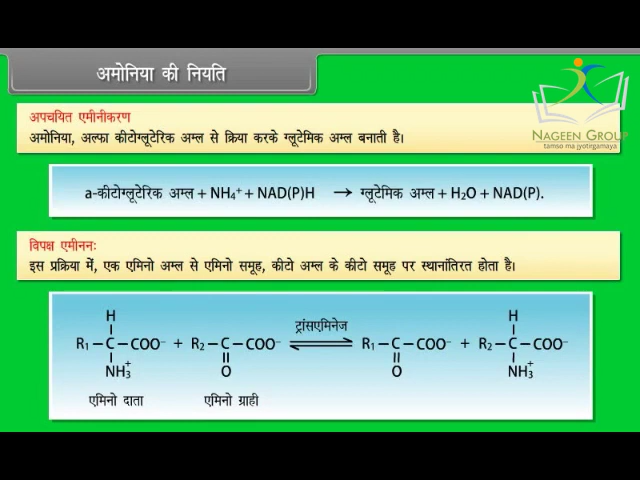 अमोनिया की नियति
NAGEEN GROUP
tamso ma jyotirgamaya
अपचयित एमीनीकरण
अमोनिया, अल्फा कीटोग्लूटेरिक अम्ल से क्रिया करके ग्लूटेमिक अम्ल बनाती है।
a-कीटोग्लूटेरिक अम्ल + NH₄⁺ + NAD(P)H → ग्लूटेमिक अम्ल + H₂O + NAD(P).
विपक्ष एमीननः
इस प्रक्रिया में, एक एमिनो अम्ल से एमिनो समूह, कीटो अम्ल के कीटो समूह पर स्थानांतिरत होता है।
H H
ट्रांसएमिनेज
R₁ – C – COO⁻ + R₂ – C – COO⁻ ⇌ R₁ – C – COO⁻ + R₂ – C – COO⁻
NH₃⁺ O O NH₃⁺
एमिनो दाता एमिनो ग्राही